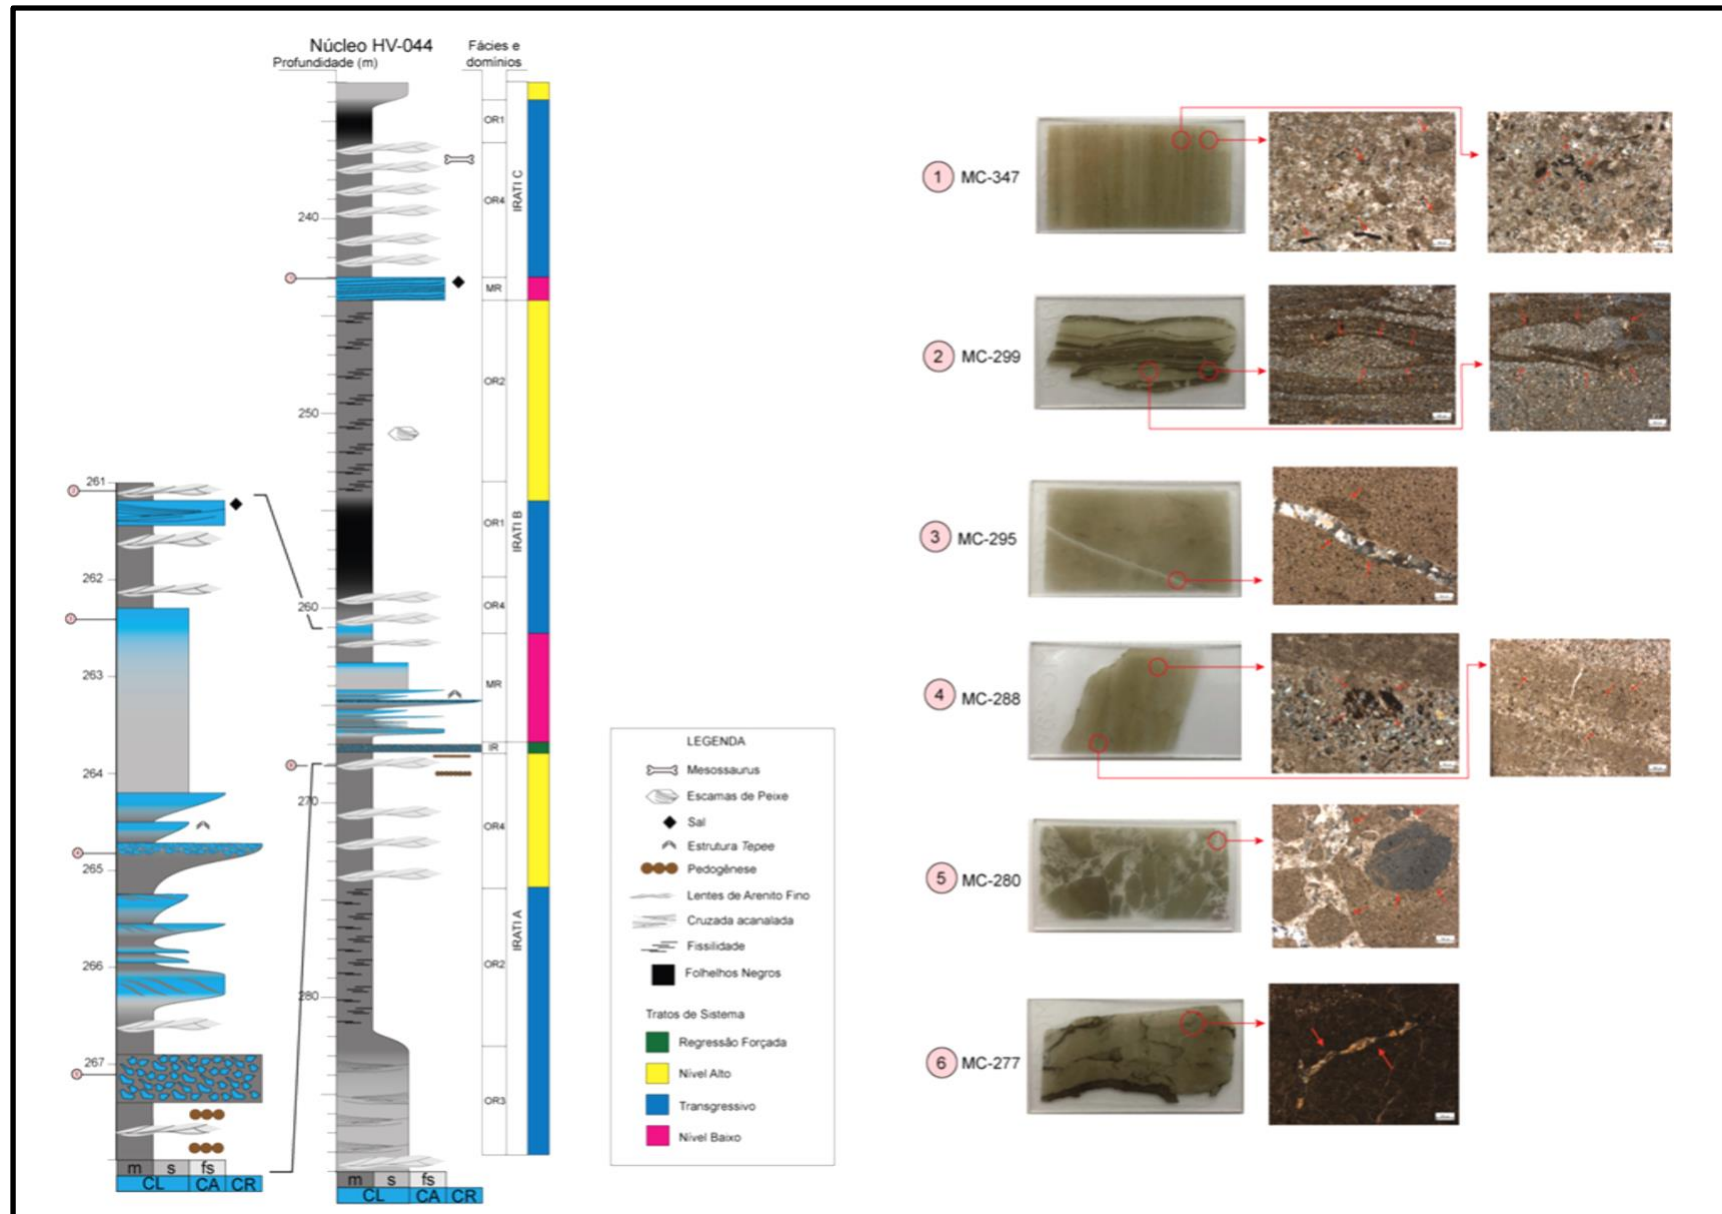 Núcleo HV-044
Profundidade (m)
Fácies e
domínios
OR1
OR4
IRATI C
240
MR
OR2
250
OR1
IRATI B
OR4
260
MR
IR
270
OR4
IRATI A
OR2
280
OR3
m s fs
CL CA CR
261
262
263
264
265
266
267
m s fs
CL CA CR
LEGENDA
Mesossaurus
Escamas de Peixe
Sal
Estrutura Tepee
Pedogênese
Lentes de Arenito Fino
Cruzada acanalada
Fissilidade
Folhelhos Negros
Tratos de Sistema
Regressão Forçada
Nível Alto
Transgressivo
Nível Baixo
1 MC-347
2 MC-299
3 MC-295
4 MC-288
5 MC-280
6 MC-277